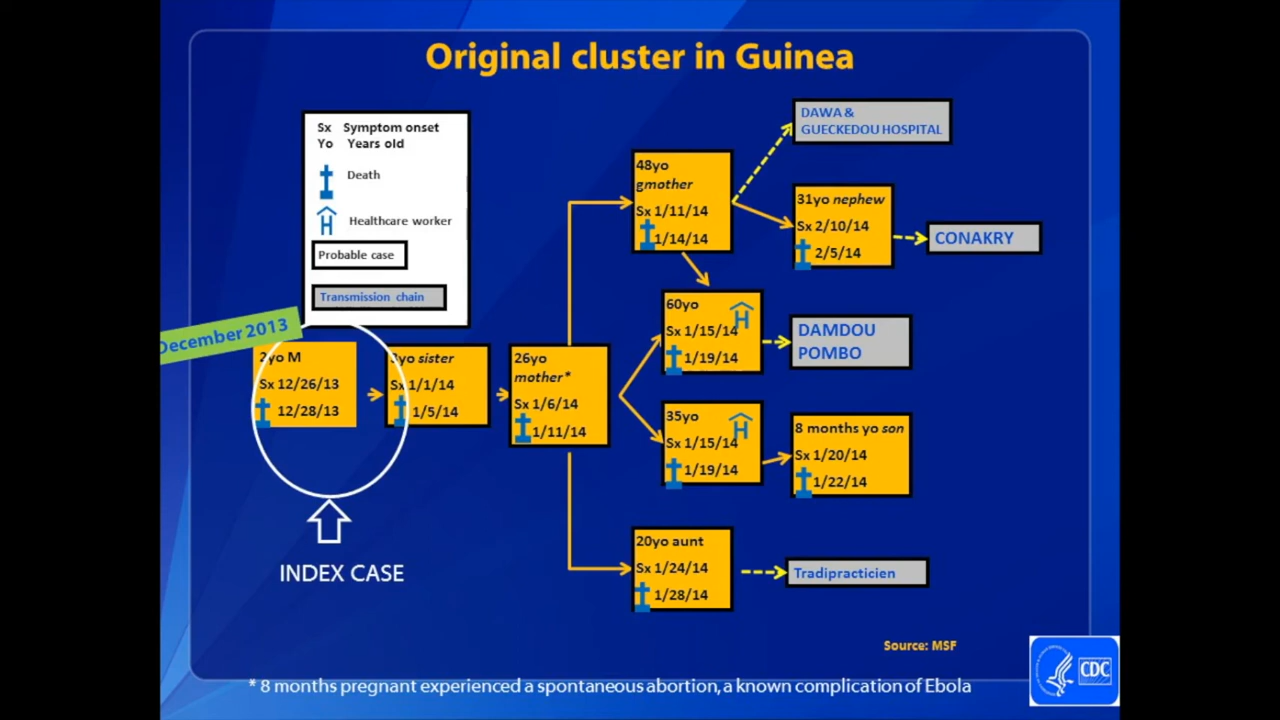 Original cluster in Guinea
Sx Symptom onset
Yo Years old
Death
Healthcare worker
Probable case
Transmission chain
December 2013
2yo M
Sx 12/26/13
12/28/13
yo sister
Sx 1/1/14
1/5/14
26yo
mother*
Sx 1/6/14
1/11/14
48yo
gmother
Sx 1/11/14
1/14/14
DAWA &
GUECKEDOU HOSPITAL
31yo nephew
Sx 2/10/14
2/5/14
CONAKRY
60yo
Sx 1/15/14
1/19/14
DAMDOU
POMBO
35yo
Sx 1/15/14
1/19/14
8 months yo son
Sx 1/20/14
1/22/14
20yo aunt
Sx 1/24/14
1/28/14
Tradipracticien
INDEX CASE
Source: MSF
* 8 months pregnant experienced a spontaneous abortion, a known complication of Ebola
CDC